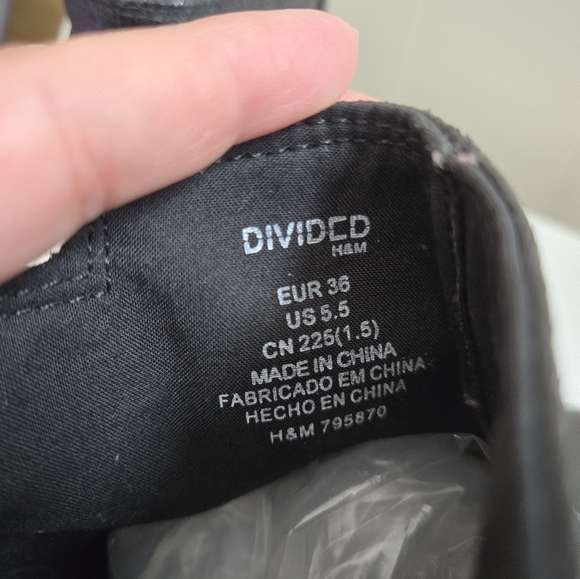 DIVIDED
H&M
EUR 36
US 5.5
CN 225(1.5)
MADE IN CHINA
FABRICADO EM CHINA
HECHO EN CHINA
H&M 795870